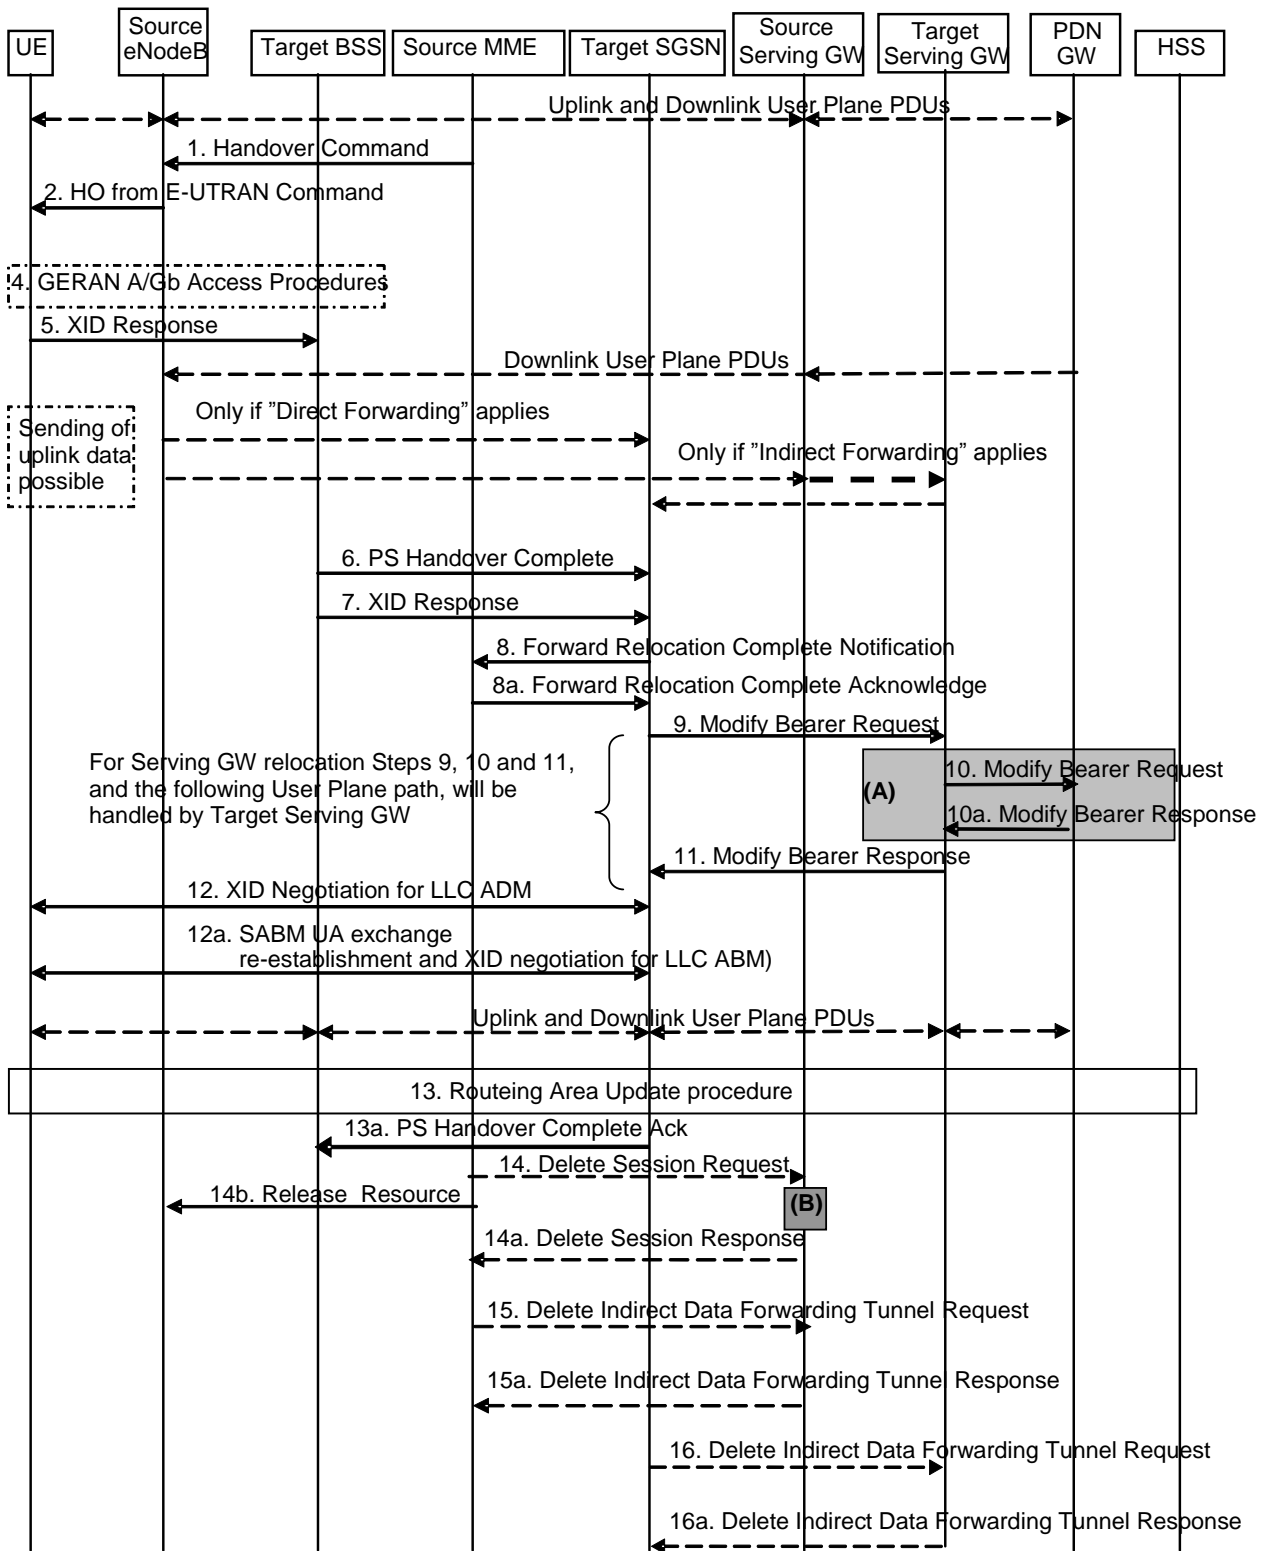 UE
Source
eNodeB
Target BSS
Source MME
Target SGSN
Source
Serving GW
Target
Serving GW
PDN
GW
HSS
Uplink and Downlink User Plane PDUs
1. Handover Command
2. HO from E-UTRAN Command
4. GERAN A/Gb Access Procedures
5. XID Response
Downlink User Plane PDUs
Only if ”Direct Forwarding” applies
Sending of
uplink data
possible
Only if ”Indirect Forwarding” applies
6. PS Handover Complete
7. XID Response
8. Forward Relocation Complete Notification
8a. Forward Relocation Complete Acknowledge
9. Modify Bearer Request
For Serving GW relocation Steps 9, 10 and 11,
and the following User Plane path, will be
handled by Target Serving GW
(A)
10. Modify Bearer Request
10a. Modify Bearer Response
11. Modify Bearer Response
12. XID Negotiation for LLC ADM
12a. SABM UA exchange
re-establishment and XID negotiation for LLC ABM)
Uplink and Downlink User Plane PDUs
13. Routeing Area Update procedure
13a. PS Handover Complete Ack
14. Delete Session Request
14b. Release Resource
(B)
14a. Delete Session Response
15. Delete Indirect Data Forwarding Tunnel Request
15a. Delete Indirect Data Forwarding Tunnel Response
16. Delete Indirect Data Forwarding Tunnel Request
16a. Delete Indirect Data Forwarding Tunnel Response